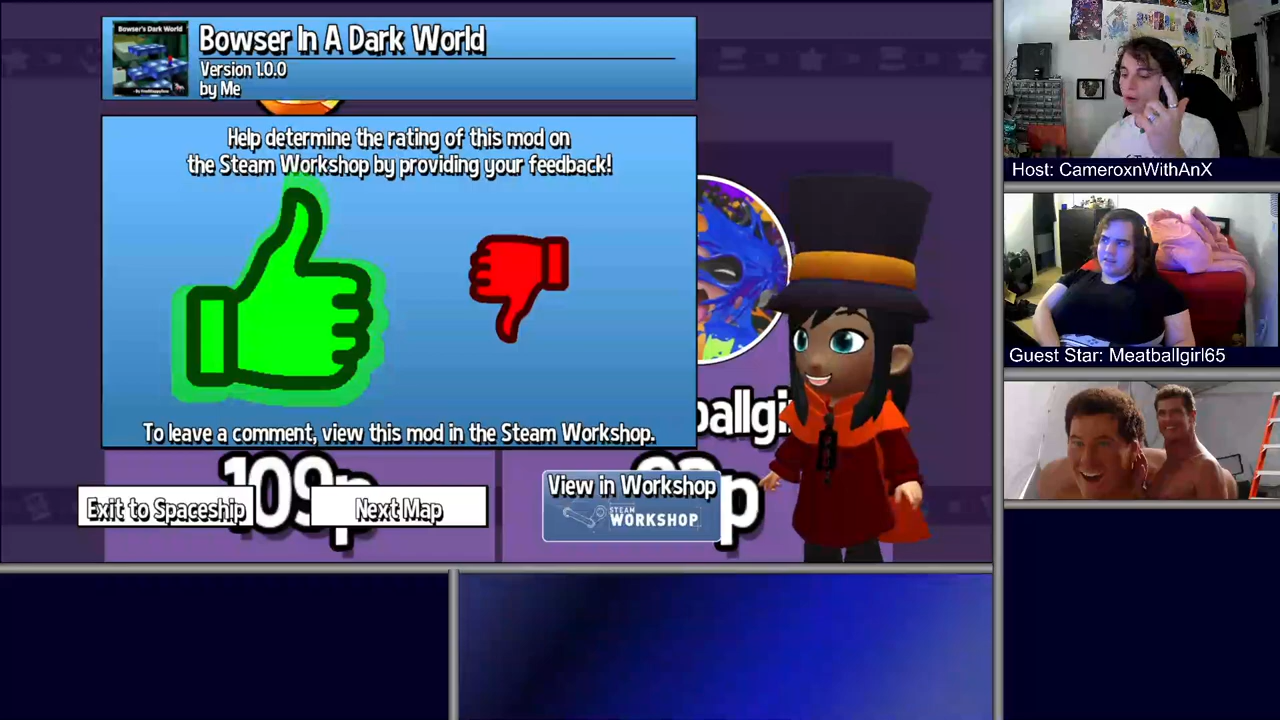 Bowser's Dark World
Bowser In A Dark World
Version 1.0.0
by Me
Help determine the rating of this mod on
the Steam Workshop by providing your feedback!
To leave a comment, view this mod in the Steam Workshop.
ballgi
109p
p
Exit to Spaceship
Next Map
View in Workshop
STEAM
WORKSHOP
Host: CameroxnWithAnX
Guest Star: Meatballgirl65